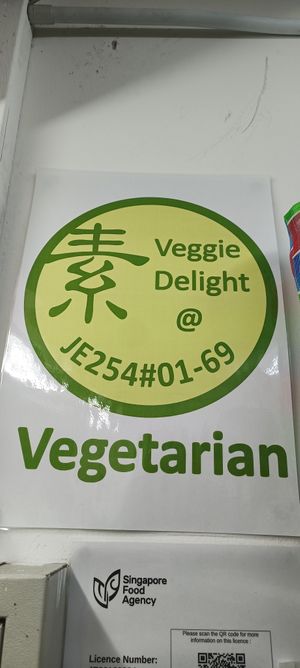 素
Veggie
Delight
@
JE254#01-69
Vegetarian
Singapore
Food
Agency
Please scan the QR code for more
information on this licence :
Licence Number: